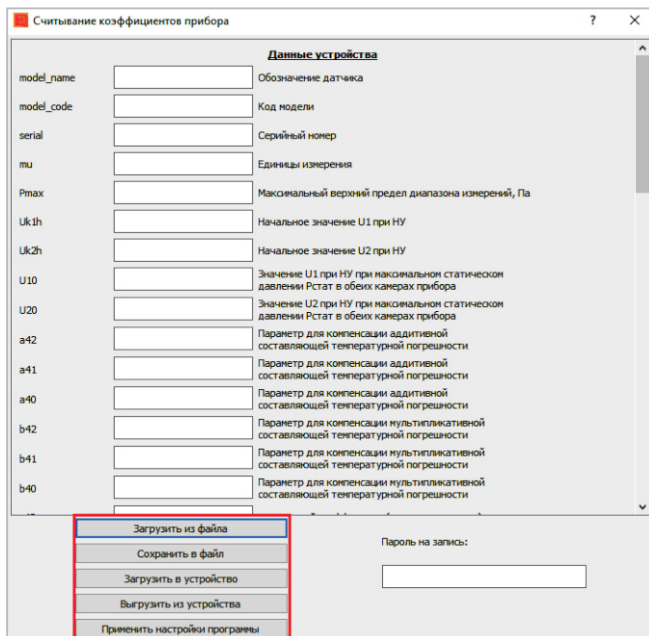 Считывание коэффициентов прибора
Данные устройства
model_name Обозначение датчика
model_code Код модели
serial Серийный номер
mu Единицы измерения
Pmax Максимальный верхний предел диапазона измерений, Па
Uk1h Начальное значение U1 при НУ
Uk2h Начальное значение U2 при НУ
U10 Значение U1 при НУ при максимальном статическом
давлении Рстат в обеих камерах прибора
U20 Значение U2 при НУ при максимальном статическом
давлении Рстат в обеих камерах прибора
a42 Параметр для компенсации аддитивной
составляющей температурной погрешности
a41 Параметр для компенсации аддитивной
составляющей температурной погрешности
a40 Параметр для компенсации аддитивной
составляющей температурной погрешности
b42 Параметр для компенсации мультипликативной
составляющей температурной погрешности
b41 Параметр для компенсации мультипликативной
составляющей температурной погрешности
b40 Параметр для компенсации мультипликативной
составляющей температурной погрешности
Загрузить из файла
Сохранить в файл
Загрузить в устройство
Выгрузить из устройства
Применить настройки программы
Пароль на запись: